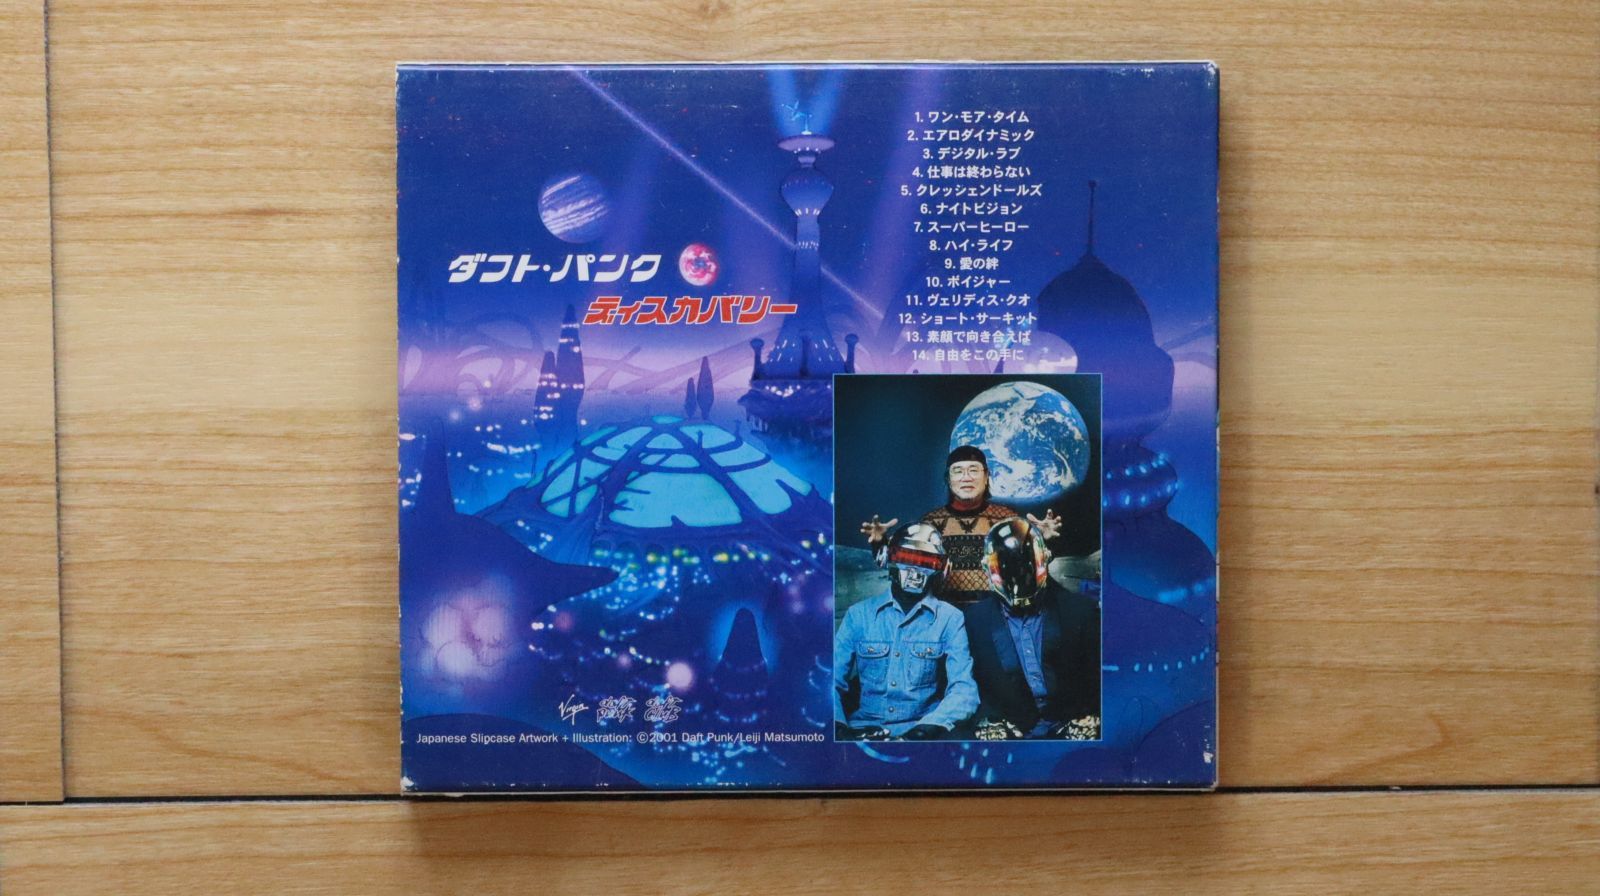 1. ワン・モア・タイム
2. エアロダイナミック
3. デジタル・ラブ
4. 仕事は終わらない
5. クレッシェンドールズ
6. ナイトビジョン
7. スーパーヒーロー
8. ハイ・ライフ
9. 愛の絆
10. ボイジャー
11. ヴェリディス・クオ
12. ショート・サーキット
13. 素顔で向き合えば
14. 自由をこの手に
ダフト・パンク
ディスカバリー
Virgin
Japanese Slipcase Artwork + Illustration: ©2001 Daft Punk/Leiji Matsumoto